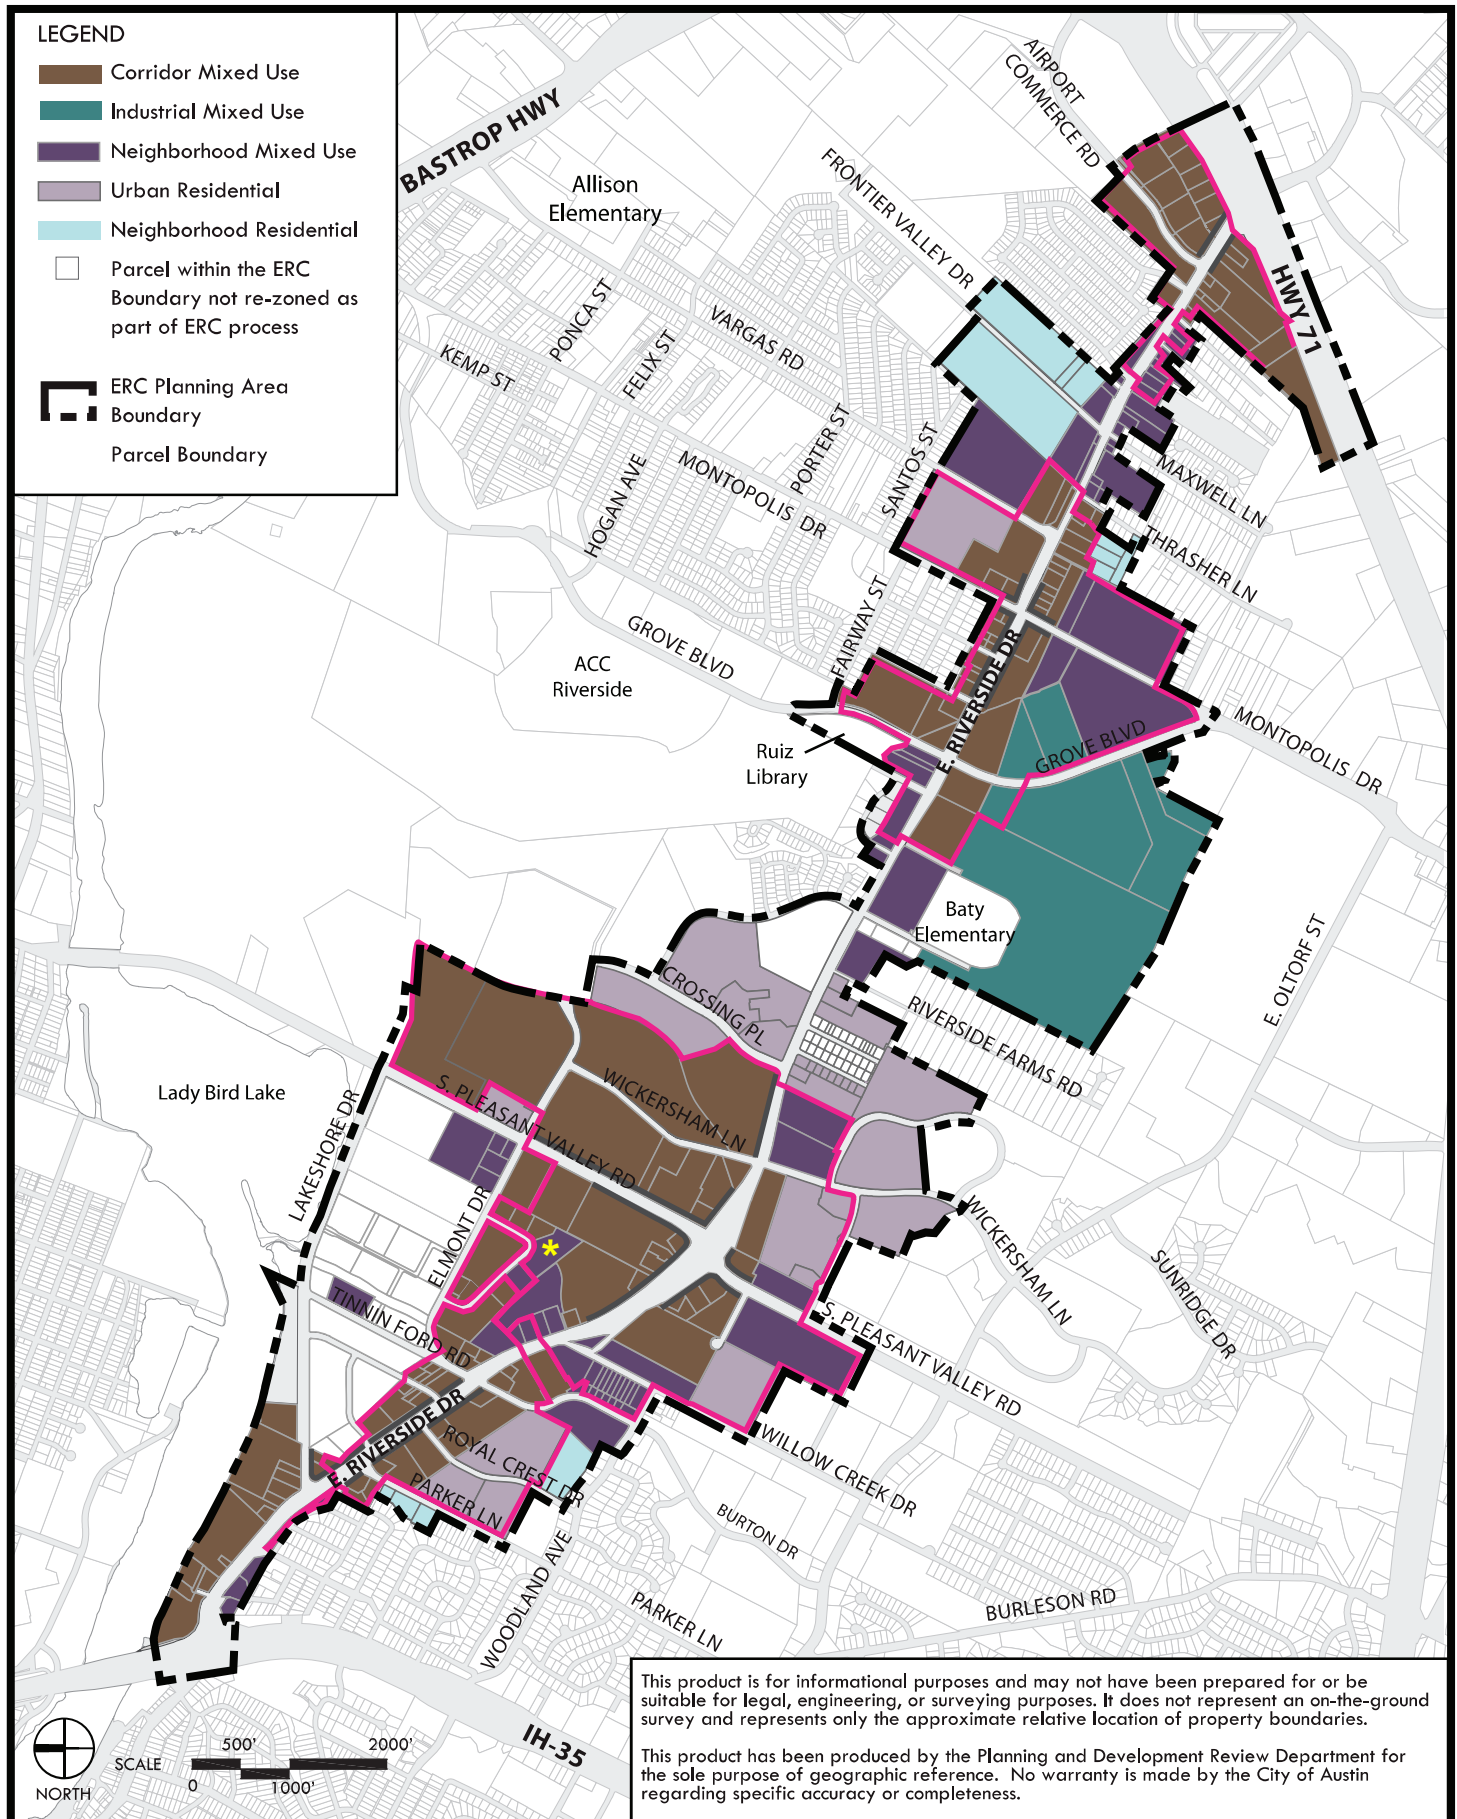 LEGEND
Corridor Mixed Use
Industrial Mixed Use
Neighborhood Mixed Use
Urban Residential
Neighborhood Residential
Parcel within the ERC
Boundary not re-zoned as
part of ERC process
ERC Planning Area
Boundary
Parcel Boundary
BASTROP HWY
AIRPORT
COMMERCE RD
Allison
Elementary
FRONTIER VALLEY DR
HWY 71
PONCA ST
VARGAS RD
FELIX ST
KEMP ST
PORTER ST
SANTOS ST
MAXWELL LN
MONTOPOLIS DR
HOGAN AVE
THRASHER LN
FAIRWAY ST
GROVE BLVD
ACC
Riverside
E. RIVERSIDE DR
MONTOPOLIS DR
GROVE BLVD
Ruiz
Library
Baty
Elementary
E. OLTORF ST
CROSSING PL
RIVERSIDE FARMS RD
Lady Bird Lake
LAKESHORE DR
S. PLEASANT VALLEY RD
WICKERSHAM LN
ELMONT DR
*
WICKERSHAM LN
SUNRIDGE DR
TINNIN FORD RD
S. PLEASANT VALLEY RD
E. RIVERSIDE DR
ROYAL CREST DR
PARKER LN
WILLOW CREEK DR
BURTON DR
WOODLAND AVE
PARKER LN
BURLESON RD
IH-35
NORTH
SCALE
500'
2000'
0
1000'
This product is for informational purposes and may not have been prepared for or be
suitable for legal, engineering, or surveying purposes. It does not represent an on-the-ground
survey and represents only the approximate relative location of property boundaries.
This product has been produced by the Planning and Development Review Department for
the sole purpose of geographic reference. No warranty is made by the City of Austin
regarding specific accuracy or completeness.